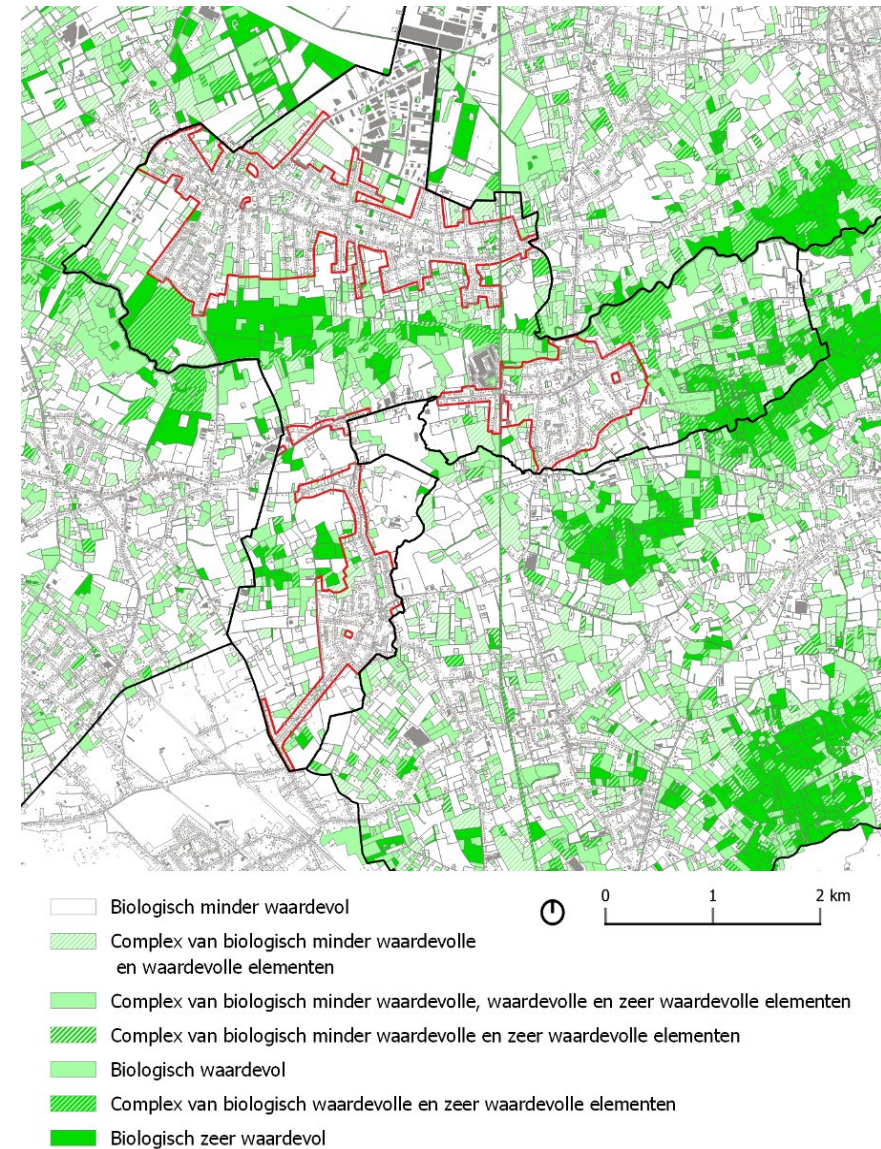 Biologisch minder waardevol
Complex van biologisch minder waardevolle
en waardevolle elementen
Complex van biologisch minder waardevolle, waardevolle en zeer waardevolle elementen
Complex van biologisch minder waardevolle en zeer waardevolle elementen
Biologisch waardevol
Complex van biologisch waardevolle en zeer waardevolle elementen
Biologisch zeer waardevol
0 1 2 km